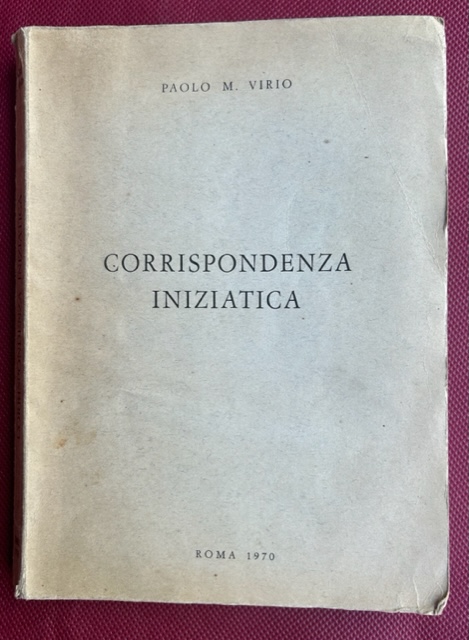 PAOLO M. VIRIO
CORRISPONDENZA
INIZIATICA
ROMA 1970